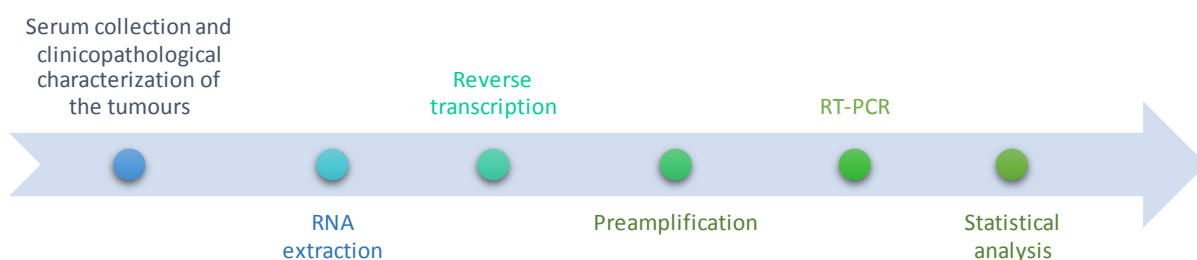 Serum collection and
clinicopathological
characterization of
the tumours
RNA
extraction
Reverse
transcription
Preamplification
RT-PCR
Statistical
analysis